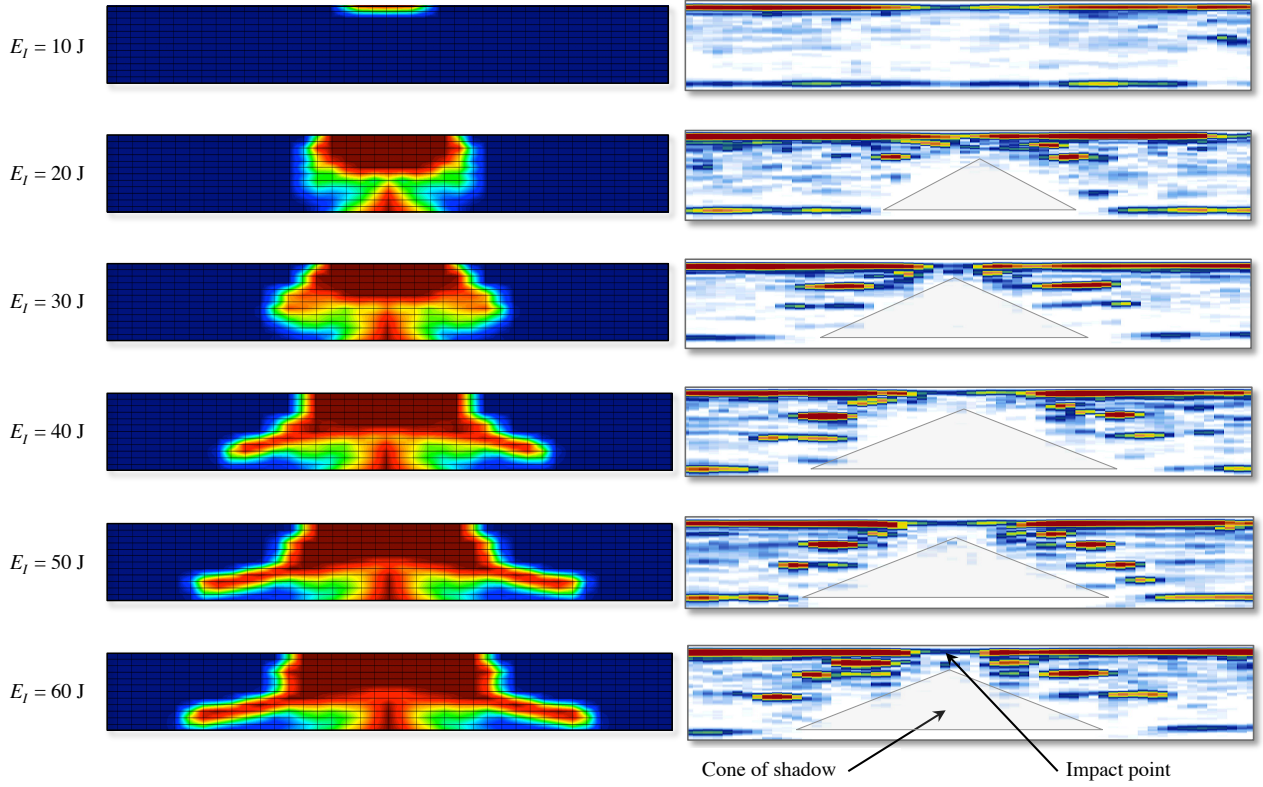 E_I = 10 J
E_I = 20 J
E_I = 30 J
E_I = 40 J
E_I = 50 J
E_I = 60 J
Cone of shadow
Impact point